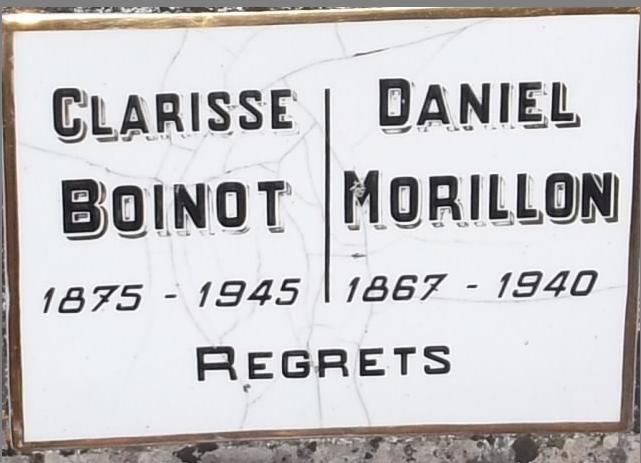 CLARISSE
BOINOT
1875 - 1945
DANIEL
MORILLON
1867 - 1940
REGRETS